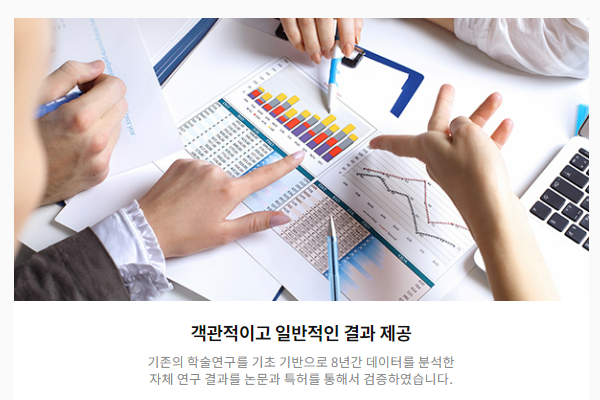 객관적이고 일반적인 결과 제공
기존의 학술연구를 기초 기반으로 8년간 데이터를 분석한
자체 연구 결과를 논문과 특허를 통해서 검증하였습니다.